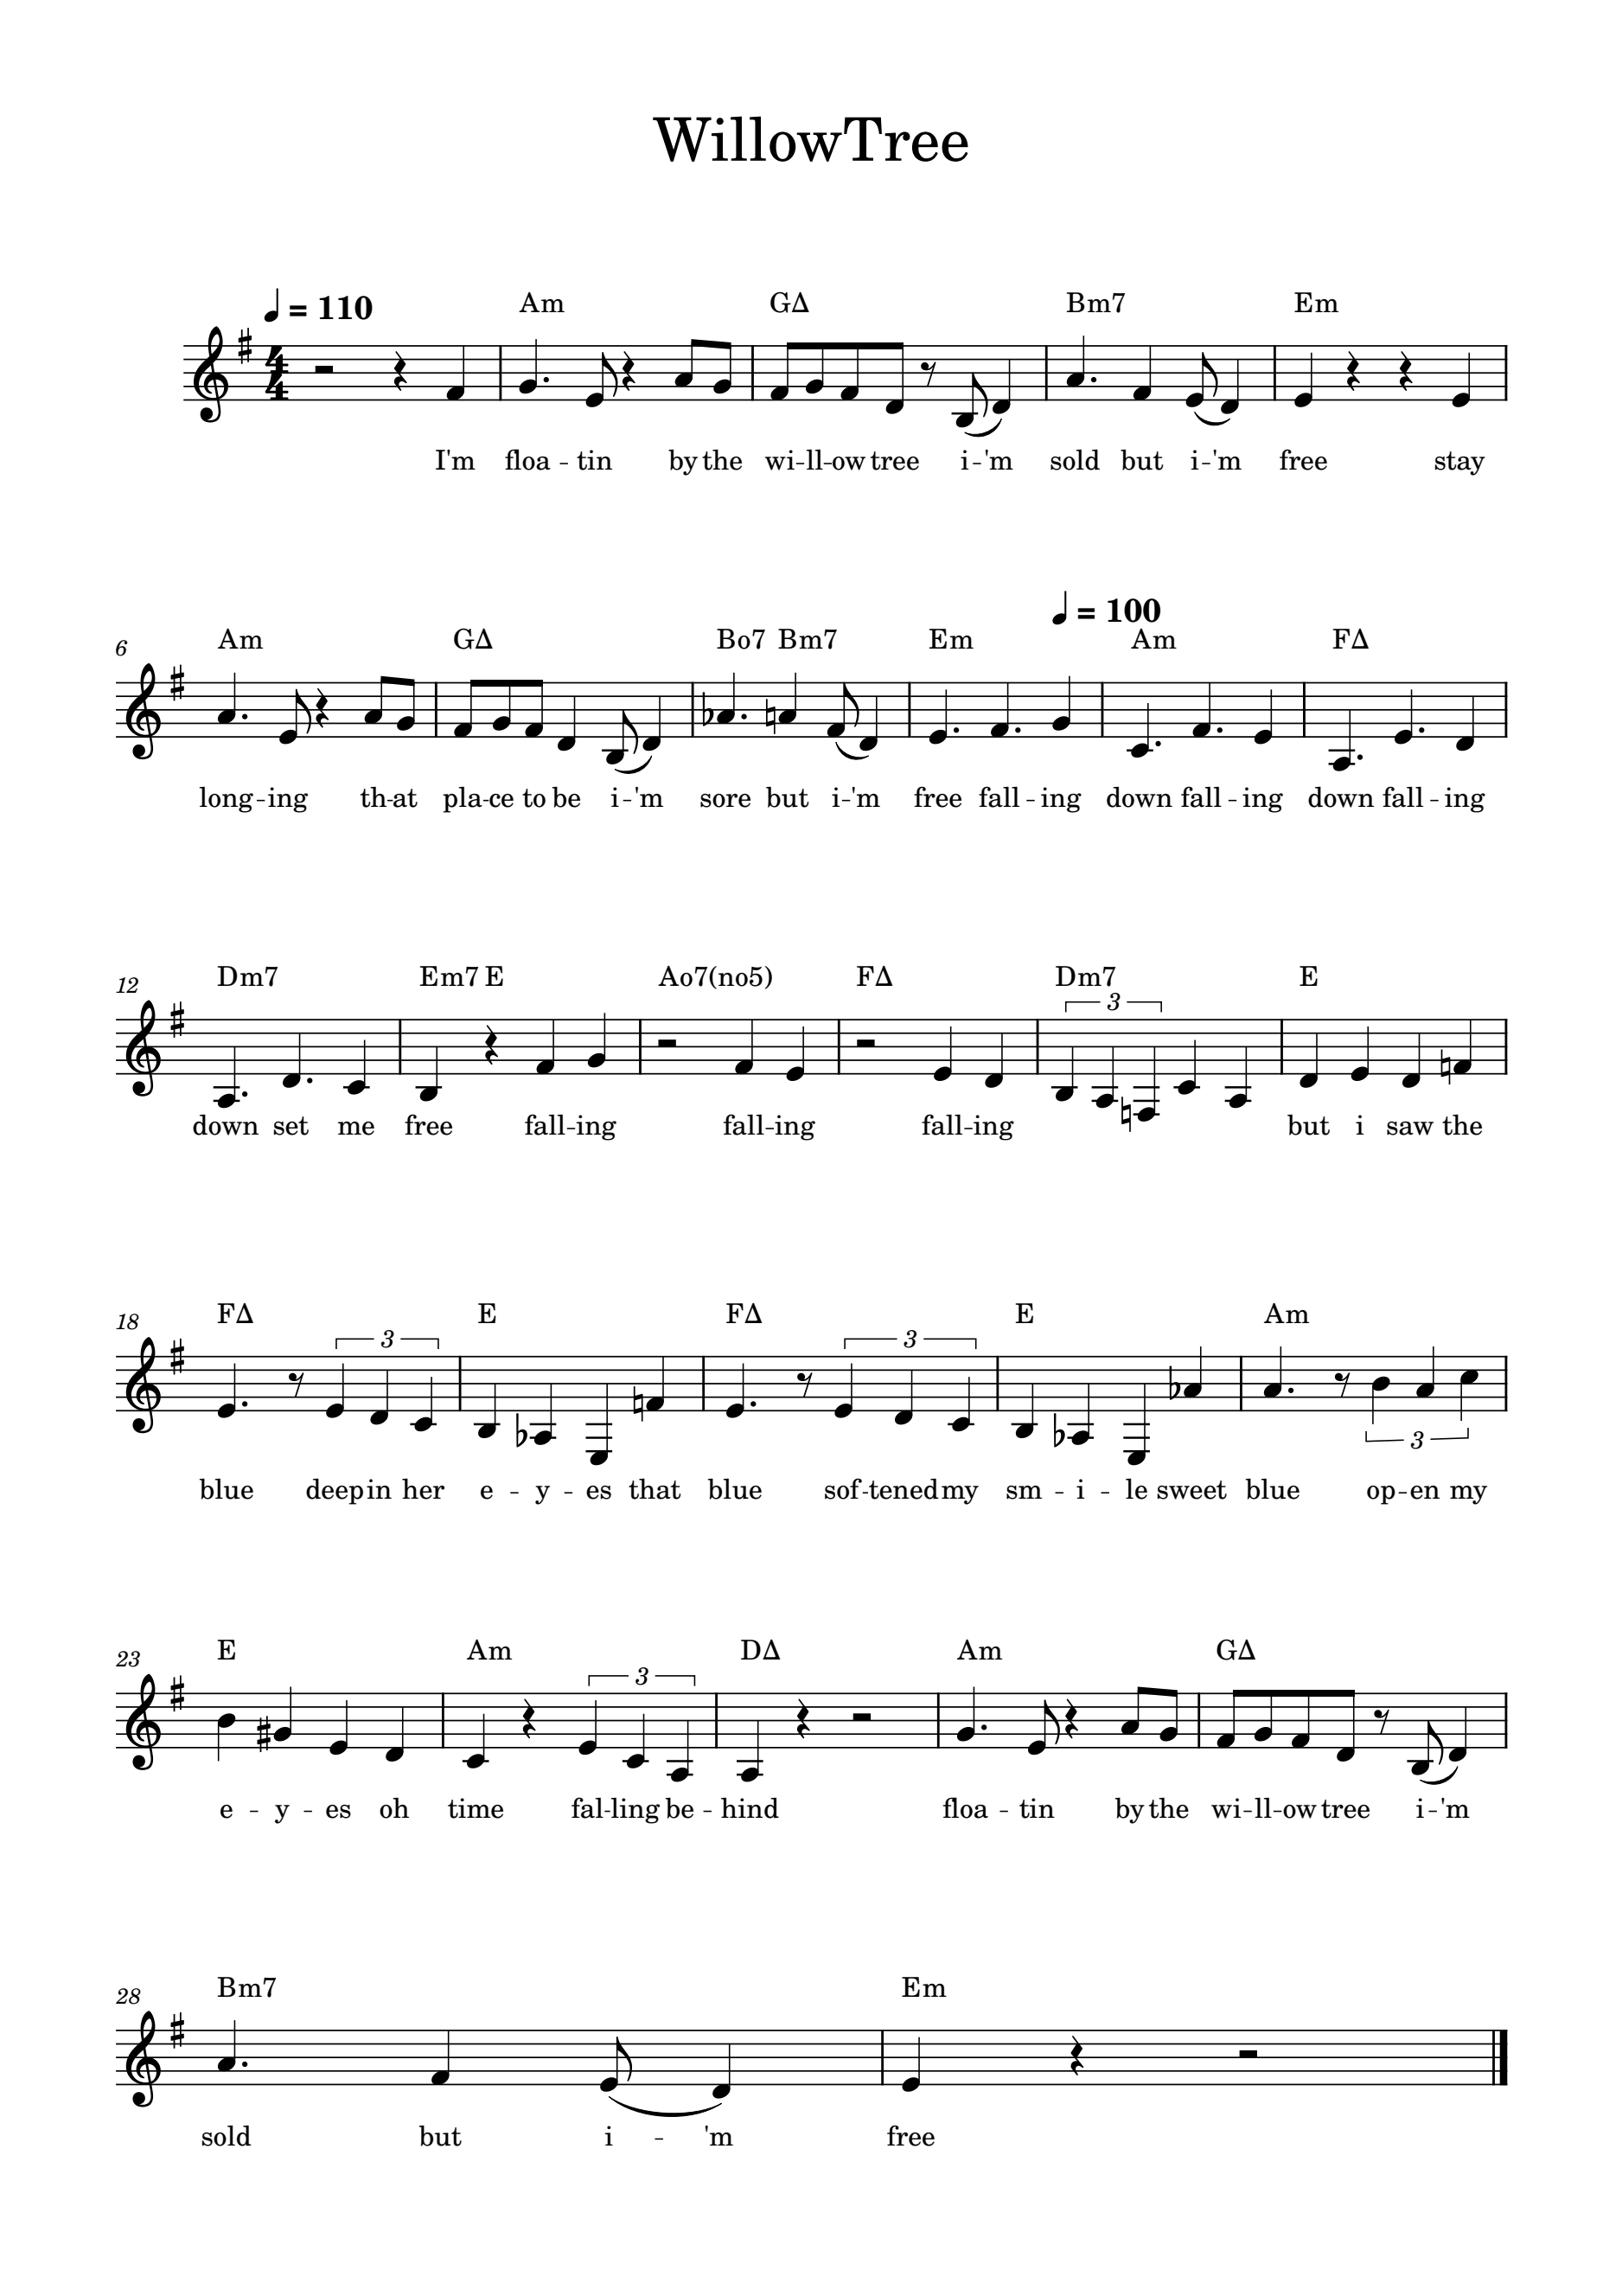 WillowTree
= 110
Am GΔ Bm7 Em
4
4
I'm floa - tin by the wi - ll - ow tree i - 'm sold but i - 'm free stay
= 100
6 Am GΔ Bo7 Bm7 Em Am FΔ
long - ing th - at pla - ce to be i - 'm sore but i - 'm free fall - ing down fall - ing down fall - ing
12 Dm7 Em7 E Ao7(no5) FΔ Dm7 E
3
down set me free fall - ing fall - ing fall - ing but i saw the
18 FΔ E FΔ E Am
3 3 3
blue deep in her e - y - es that blue sof - tened my sm - i - le sweet blue op - en my
23 E Am DΔ Am GΔ
3
e - y - es oh time fal - ling be - hind floa - tin by the wi - ll - ow tree i - 'm
28 Bm7 Em
sold but i - 'm free